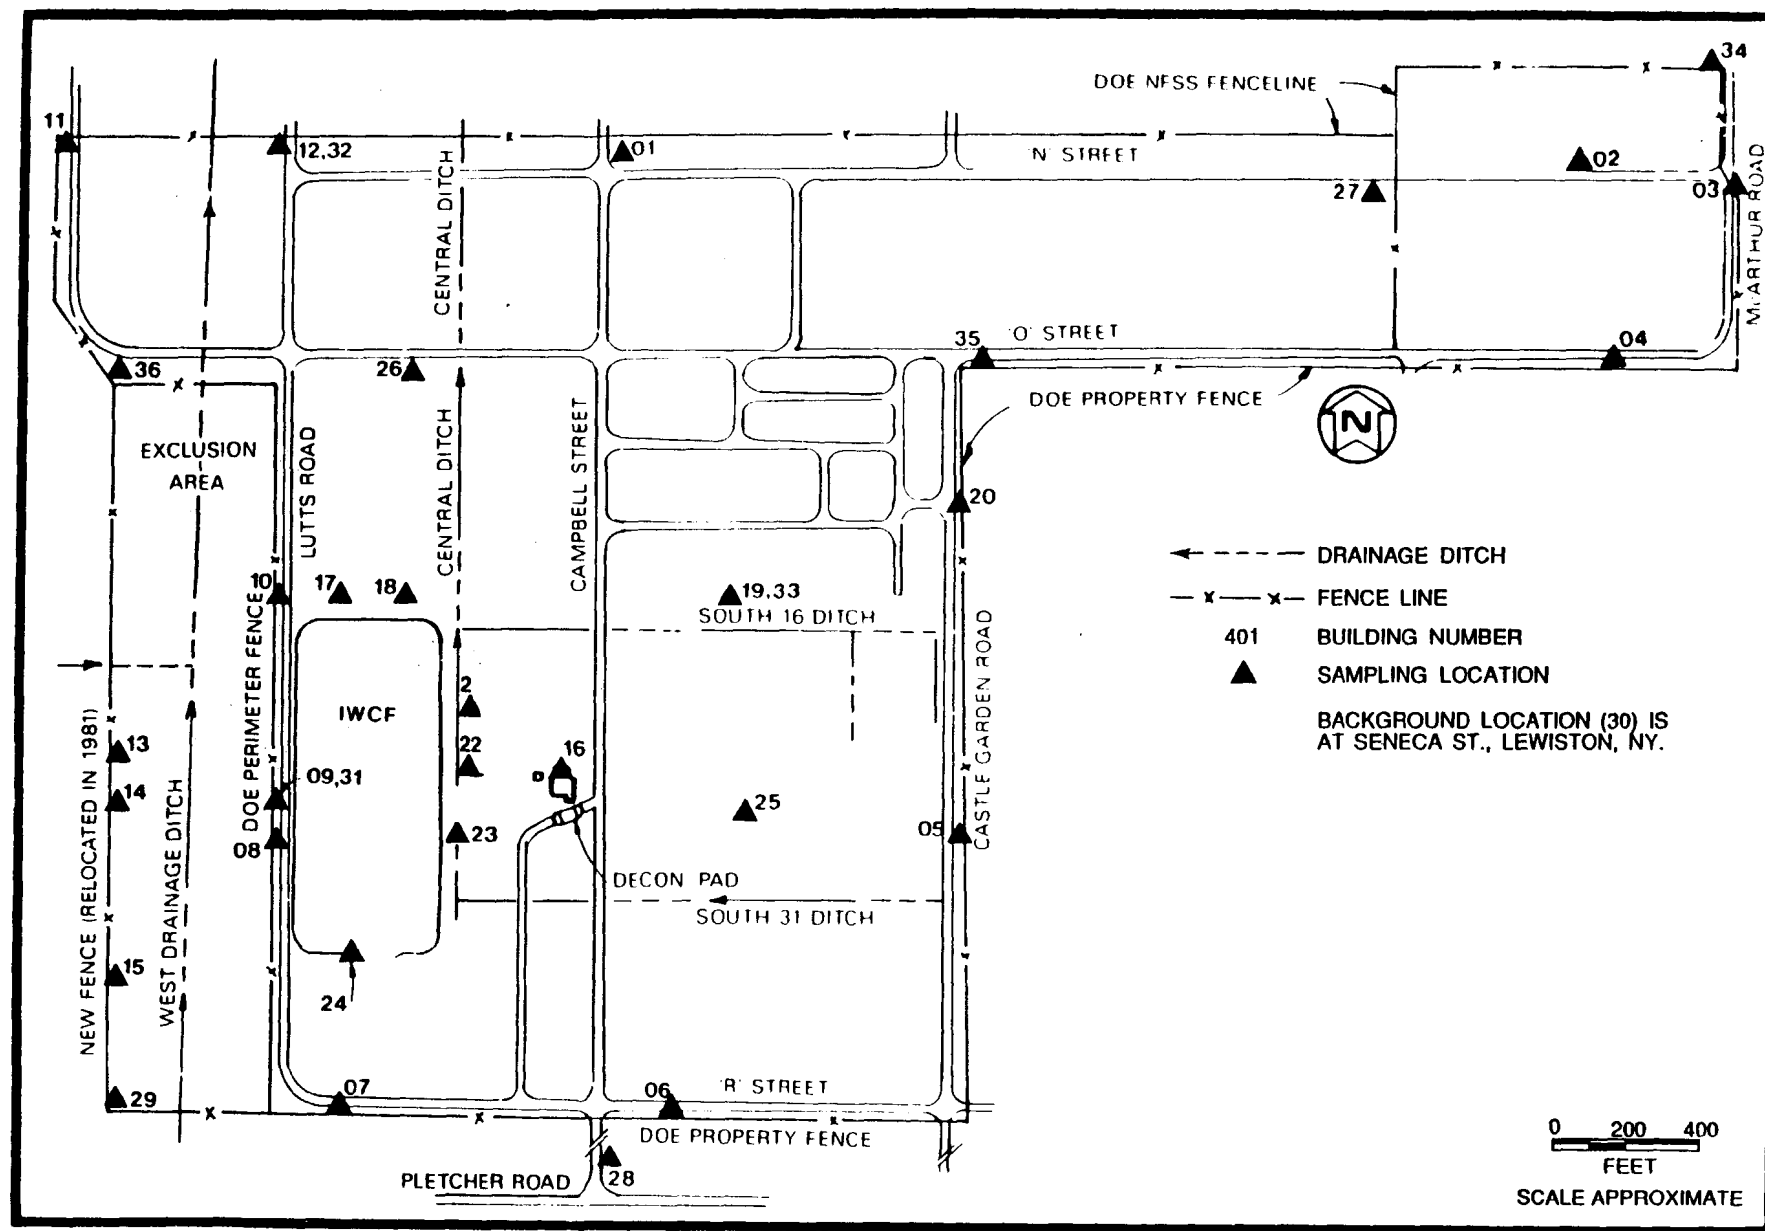 34
DOE NFSS FENCELINE
11
12,32
01
'N' STREET
02
27
03
CENTRAL DITCH
MCARTHUR ROAD
'O' STREET
35
04
36
26
DOE PROPERTY FENCE
N
EXCLUSION
AREA
LUTTS ROAD
CENTRAL DITCH
CAMPBELL STREET
20
DRAINAGE DITCH
FENCE LINE
401 BUILDING NUMBER
SAMPLING LOCATION
BACKGROUND LOCATION (30) IS
AT SENECA ST., LEWISTON, NY.
10
17
18
19,33
SOUTH 16 DITCH
DOE PERIMETER FENCE
CASTLE GARDEN ROAD
2
IWCF
22
16
13
09,31
14
25
NEW FENCE (RELOCATED IN 1981)
WEST DRAINAGE DITCH
08
23
05
DECON PAD
SOUTH 31 DITCH
15
24
29
07
06
'R' STREET
DOE PROPERTY FENCE
28
PLETCHER ROAD
0 200 400
FEET
SCALE APPROXIMATE